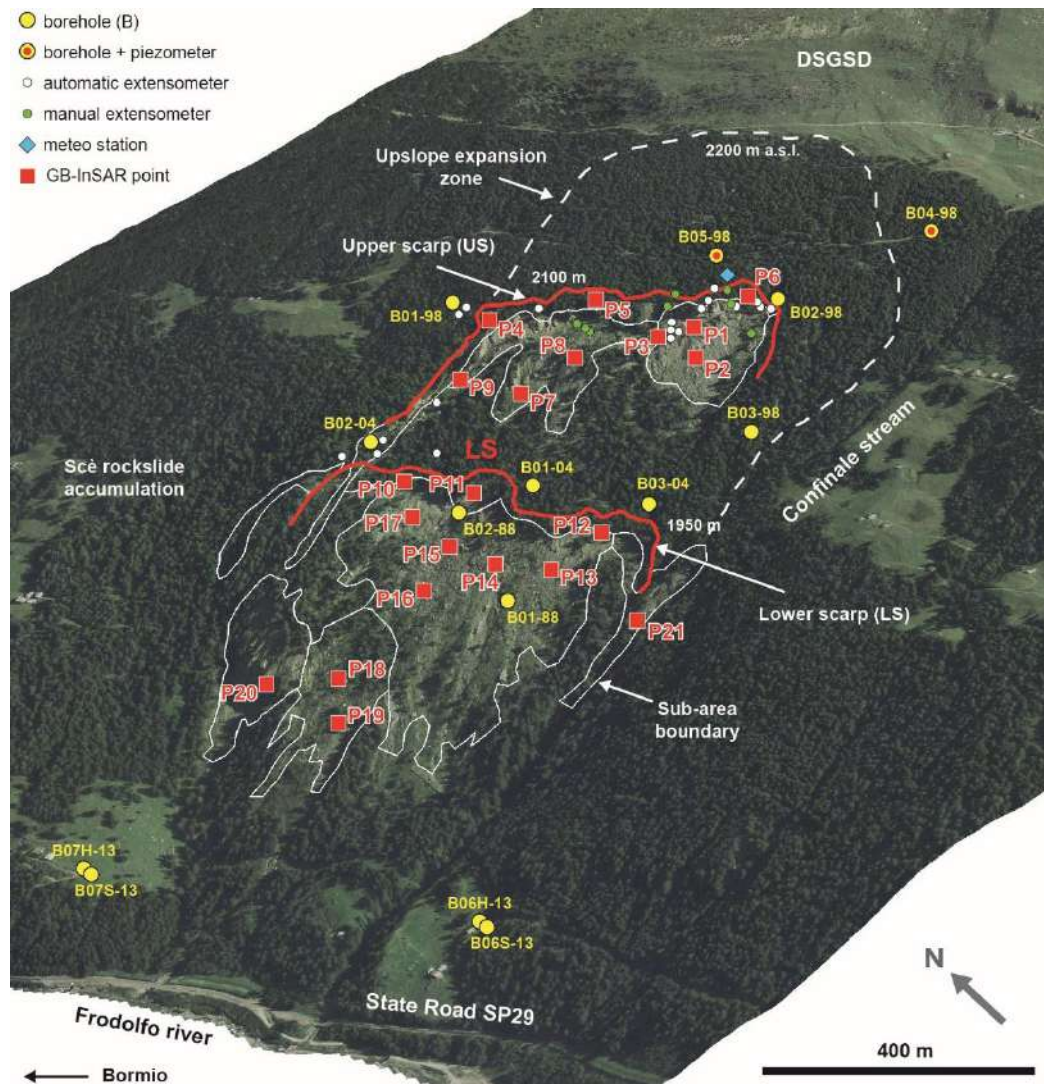 borehole (B)
borehole + piezometer
automatic extensometer
manual extensometer
meteo station
GB-InSAR point
DSGSD
Upslope expansion
zone
2200 m a.s.l.
B04-98
B05-98
Upper scarp (US)
2100 m
P6
B01-98
P5
B02-98
P4
P1
P3
P8
P2
P9
P7
B02-04
B03-98
LS
Scè rockslide
accumulation
B01-04
Confinale stream
P10
P11
B03-04
B02-88
P17
P12
1950 m
P15
P14
P13
P16
B01-88
Lower scarp (LS)
P21
P18
P20
Sub-area
boundary
P19
B07H-13
B07S-13
B06H-13
B06S-13
N
State Road SP29
Frodolfo river
400 m
Bormio